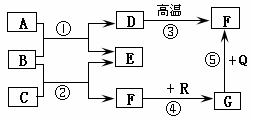 A ① D 高温 ③ F
B E ⑤ +Q
C ② F +R ④ G